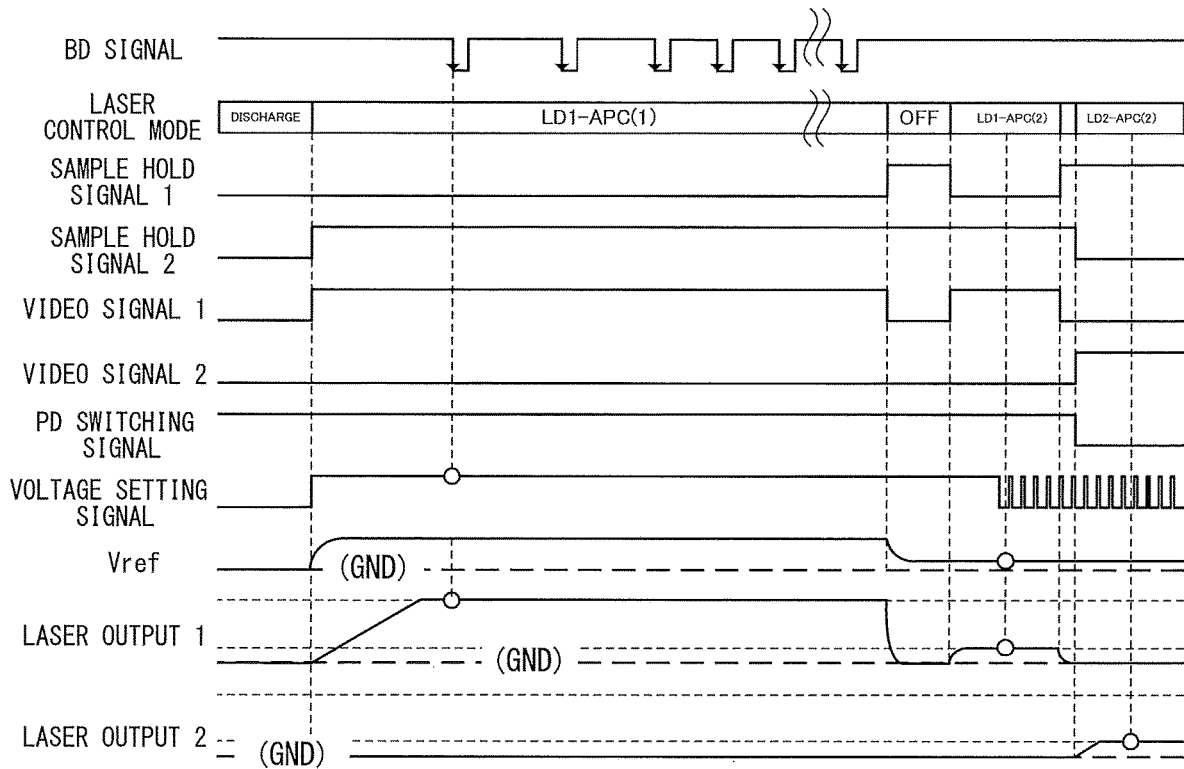 BD SIGNAL
LASER
CONTROL MODE
DISCHARGE
LD1-APC(1)
OFF
LD1-APC(2)
LD2-APC(2)
SAMPLE HOLD
SIGNAL 1
SAMPLE HOLD
SIGNAL 2
VIDEO SIGNAL 1
VIDEO SIGNAL 2
PD SWITCHING
SIGNAL
VOLTAGE SETTING
SIGNAL
Vref
(GND)
LASER OUTPUT 1
(GND)
LASER OUTPUT 2
(GND)